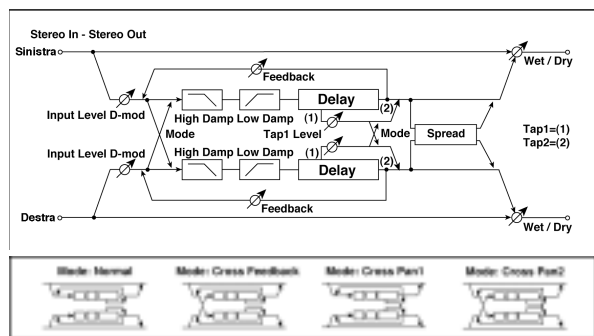 Stereo In - Stereo Out
Sinistra
Wet / Dry
Feedback
Input Level D-mod
Delay
(1)
(2)
High Damp Low Damp
Tap1 Level
Mode
Mode
Spread
Tap1=(1)
Tap2=(2)
Input Level D-mod
High Damp Low Damp
(1)
Delay
(2)
Feedback
Destra
Wet / Dry
Mode: Normal
Mode: Cross Feedback
Mode: Cross Pan1
Mode: Cross Pan2